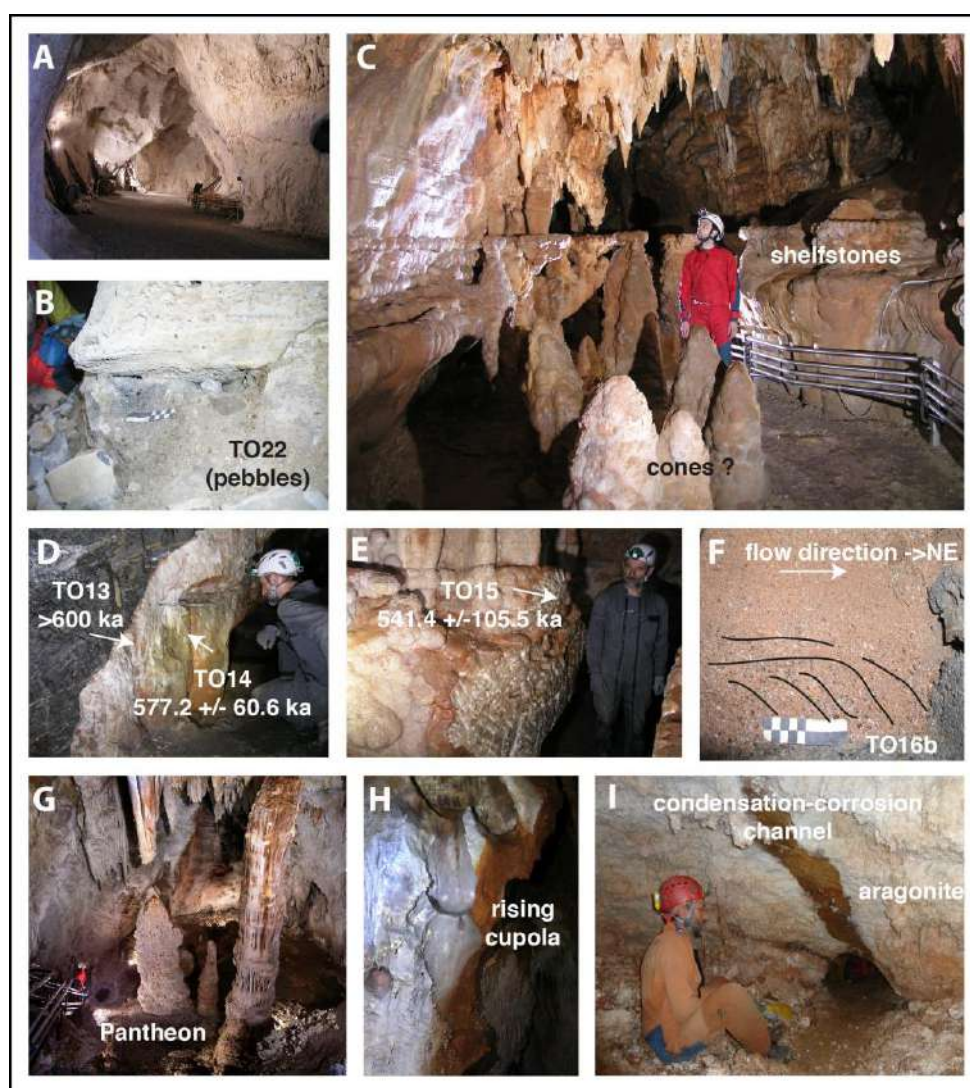 A
B
TO22
(pebbles)
C
shelfstones
cones ?
D
TO13
>600 ka
TO14
577.2 +/- 60.6 ka
E
TO15
541.4 +/-105.5 ka
F
flow direction ->NE
TO16b
G
Pantheon
H
rising
cupola
I
condensation-corrosion
channel
aragonite